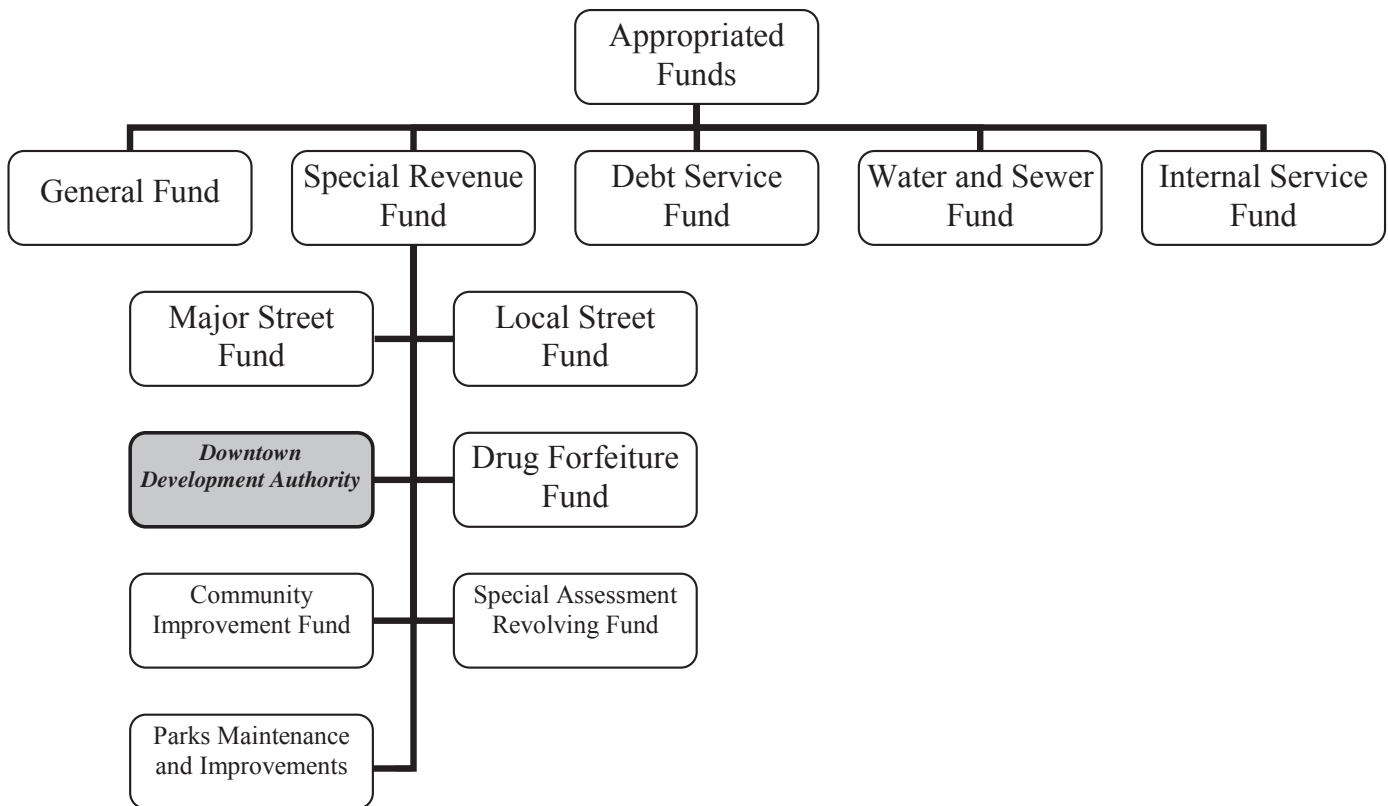 Appropriated
Funds
General Fund
Special Revenue
Fund
Debt Service
Fund
Water and Sewer
Fund
Internal Service
Fund
Major Street
Fund
Local Street
Fund
Downtown
Development Authority
Drug Forfeiture
Fund
Community
Improvement Fund
Special Assessment
Revolving Fund
Parks Maintenance
and Improvements